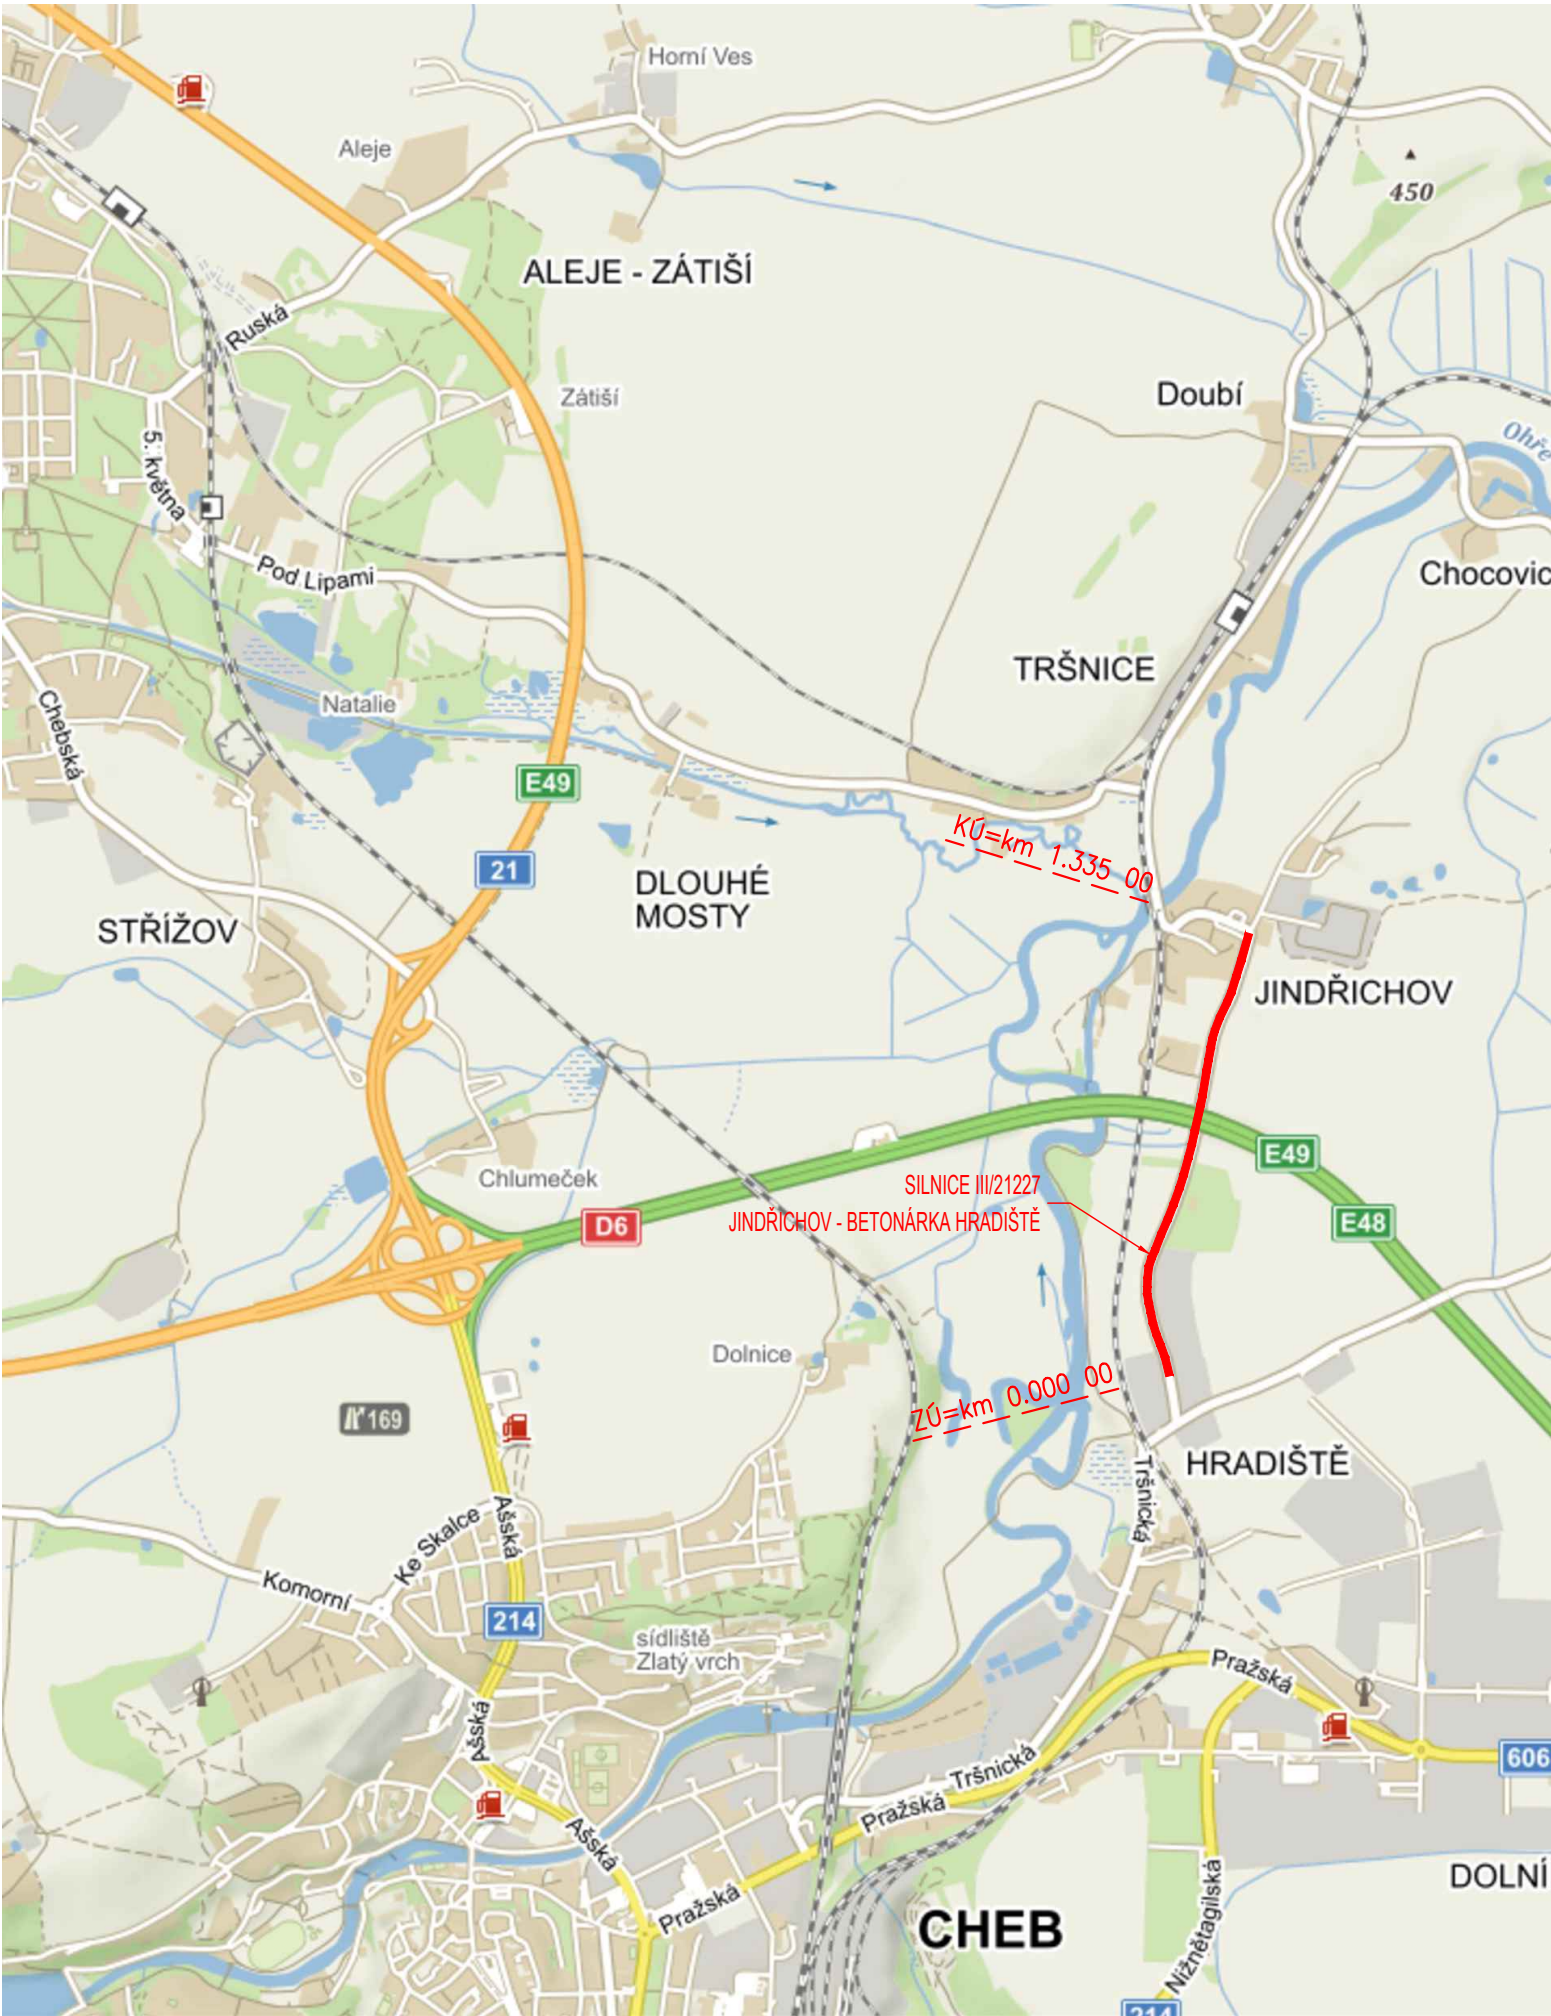 Horní Ves
Aleje
450
ALEJE - ZÁTIŠÍ
Ruská
Zátiší
Doubí
Ohře
5. května
Pod Lipami
Chocovic
TRŠNICE
Natalie
Chebská
E49
KÚ=km 1.335 00
21
DLOUHÉ
MOSTY
STŘÍŽOV
JINDŘICHOV
E49
Chlumeček
SILNICE III/21227
JINDŘICHOV - BETONÁRKA HRADIŠTĚ
D6
E48
Dolnice
ZÚ=km 0.000 00
169
HRADIŠTĚ
Tršnická
Ašská
Ke Skalce
Komorní
214
sídliště
Zlatý vrch
Pražská
Ašská
606
Tršnická
Pražská
Ašská
DOLNÍ
Pražská
CHEB
Nižnětagilská
214